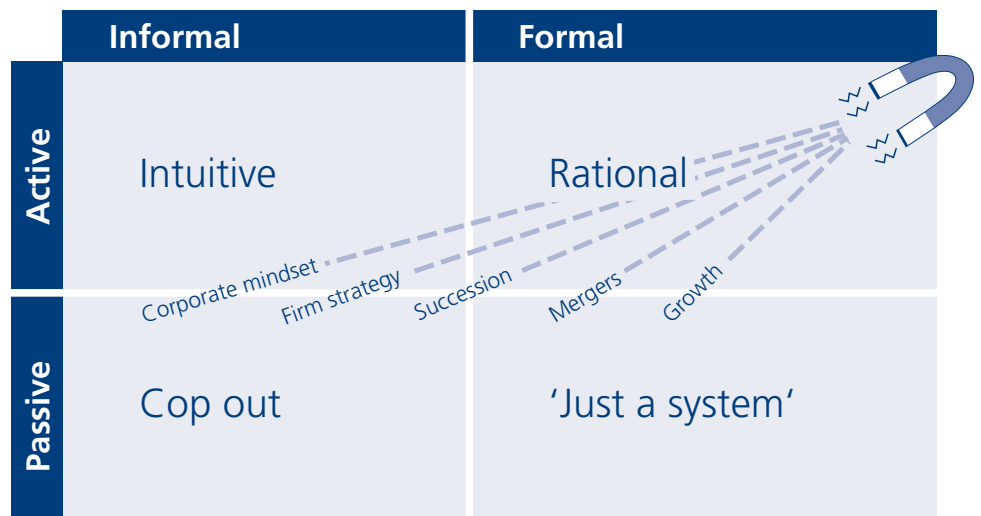 Informal
Formal
Active
Intuitive
Rational
Corporate mindset
Firm strategy
Succession
Mergers
Growth
Passive
Cop out
‘Just a system‘